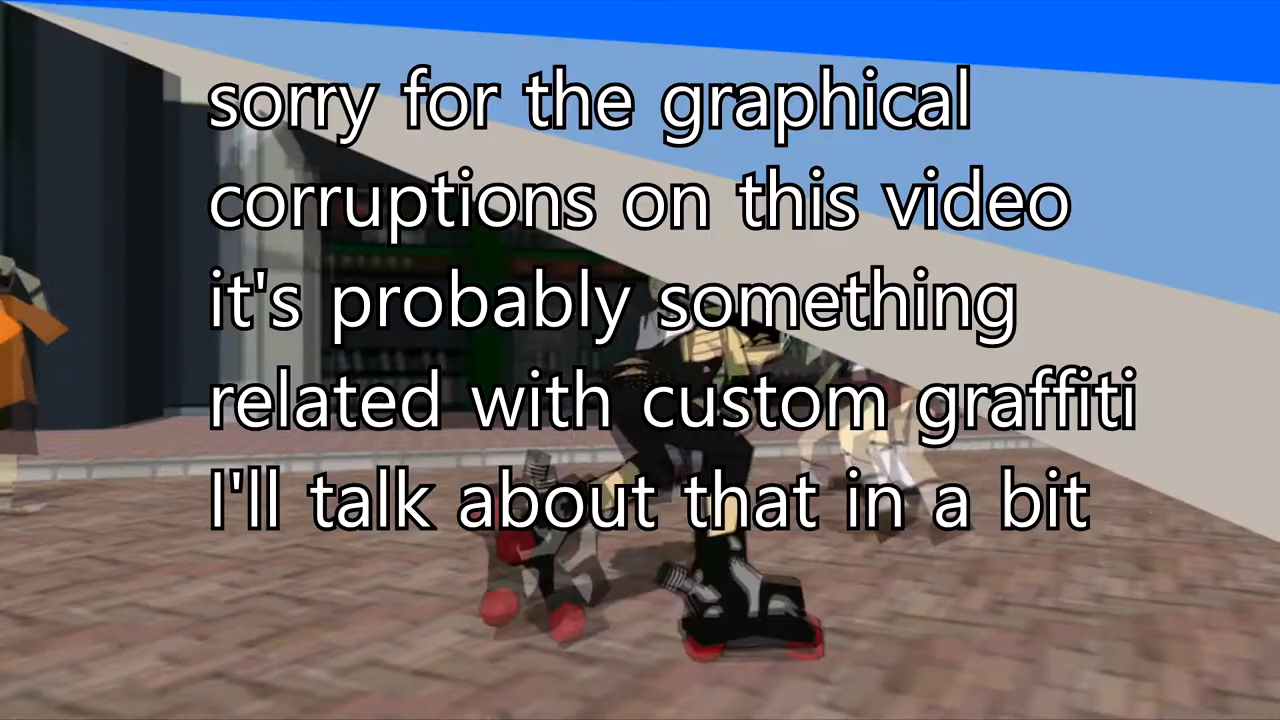 sorry for the graphical
corruptions on this video
it's probably something
related with custom graffiti
I'll talk about that in a bit